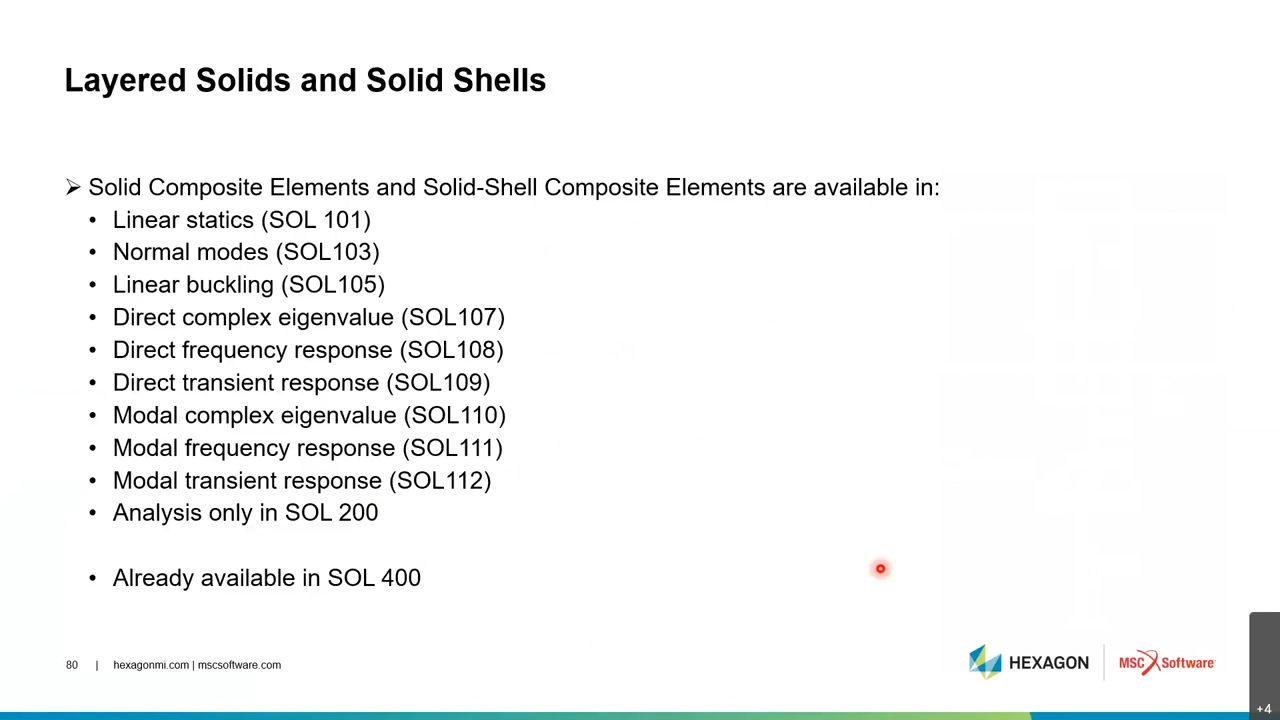 Layered Solids and Solid Shells
➢ Solid Composite Elements and Solid-Shell Composite Elements are available in:
• Linear statics (SOL 101)
• Normal modes (SOL103)
• Linear buckling (SOL105)
• Direct complex eigenvalue (SOL107)
• Direct frequency response (SOL108)
• Direct transient response (SOL109)
• Modal complex eigenvalue (SOL110)
• Modal frequency response (SOL111)
• Modal transient response (SOL112)
• Analysis only in SOL 200
• Already available in SOL 400
80 | hexagonmi.com | mscsoftware.com
HEXAGON
MSC Software
+4